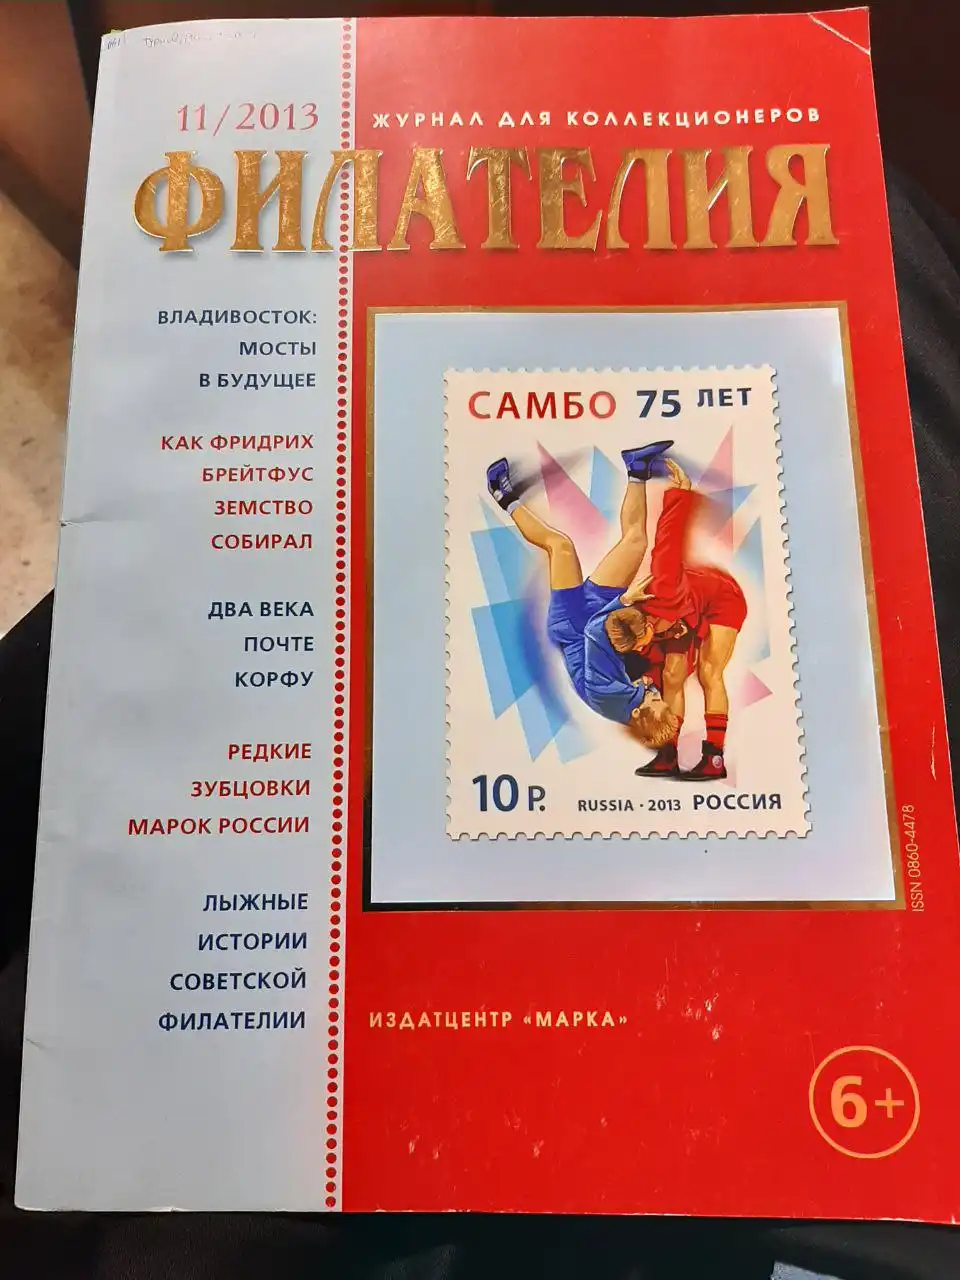 11/2013
ЖУРНАЛ ДЛЯ КОЛЛЕКЦИОНЕРОВ
ФИЛАТЕЛИЯ
ВЛАДИВОСТОК:
МОСТЫ
В БУДУЩЕЕ
КАК ФРИДРИХ
БРЕЙТФУС
ЗЕМСТВО
СОБИРАЛ
ДВА ВЕКА
ПОЧТЕ
КОРФУ
РЕДКИЕ
ЗУБЦОВКИ
МАРОК РОССИИ
ЛЫЖНЫЕ
ИСТОРИИ
СОВЕТСКОЙ
ФИЛАТЕЛИИ
САМБО 75 ЛЕТ
10 Р. RUSSIA · 2013 РОССИЯ
ISSN 0860-4478
ИЗДАТЦЕНТР «МАРКА»
6+